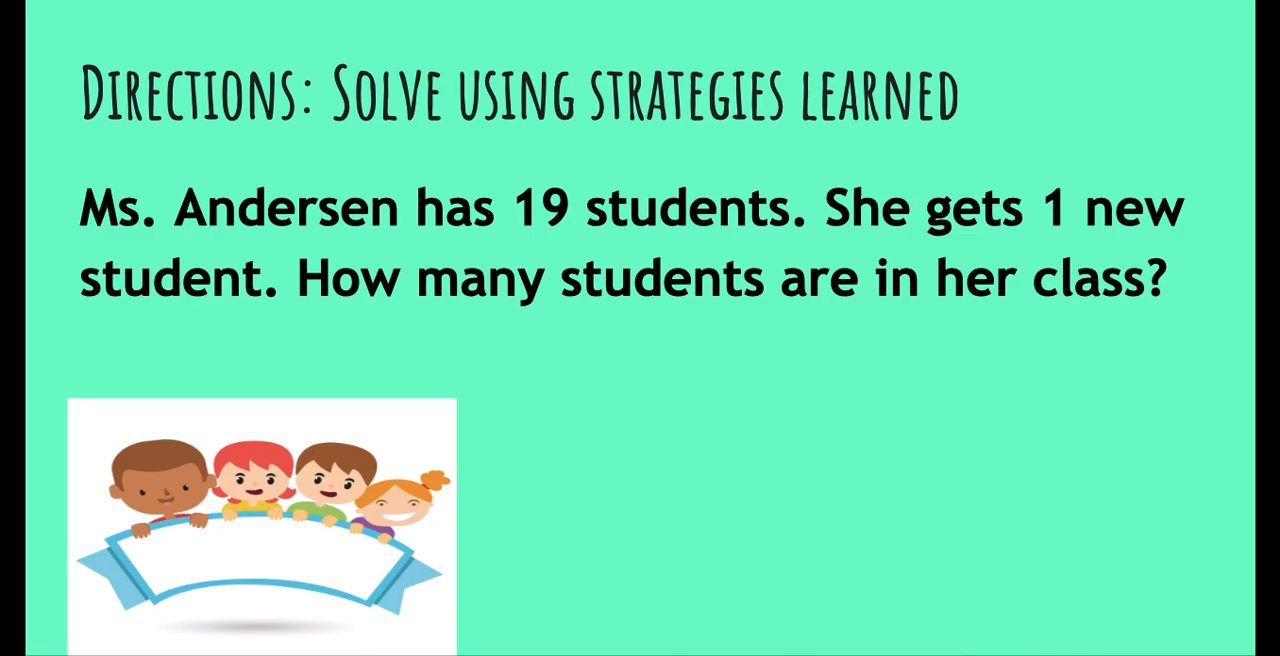 Directions: Solve using strategies learned
Ms. Andersen has 19 students. She gets 1 new
student. How many students are in her class?